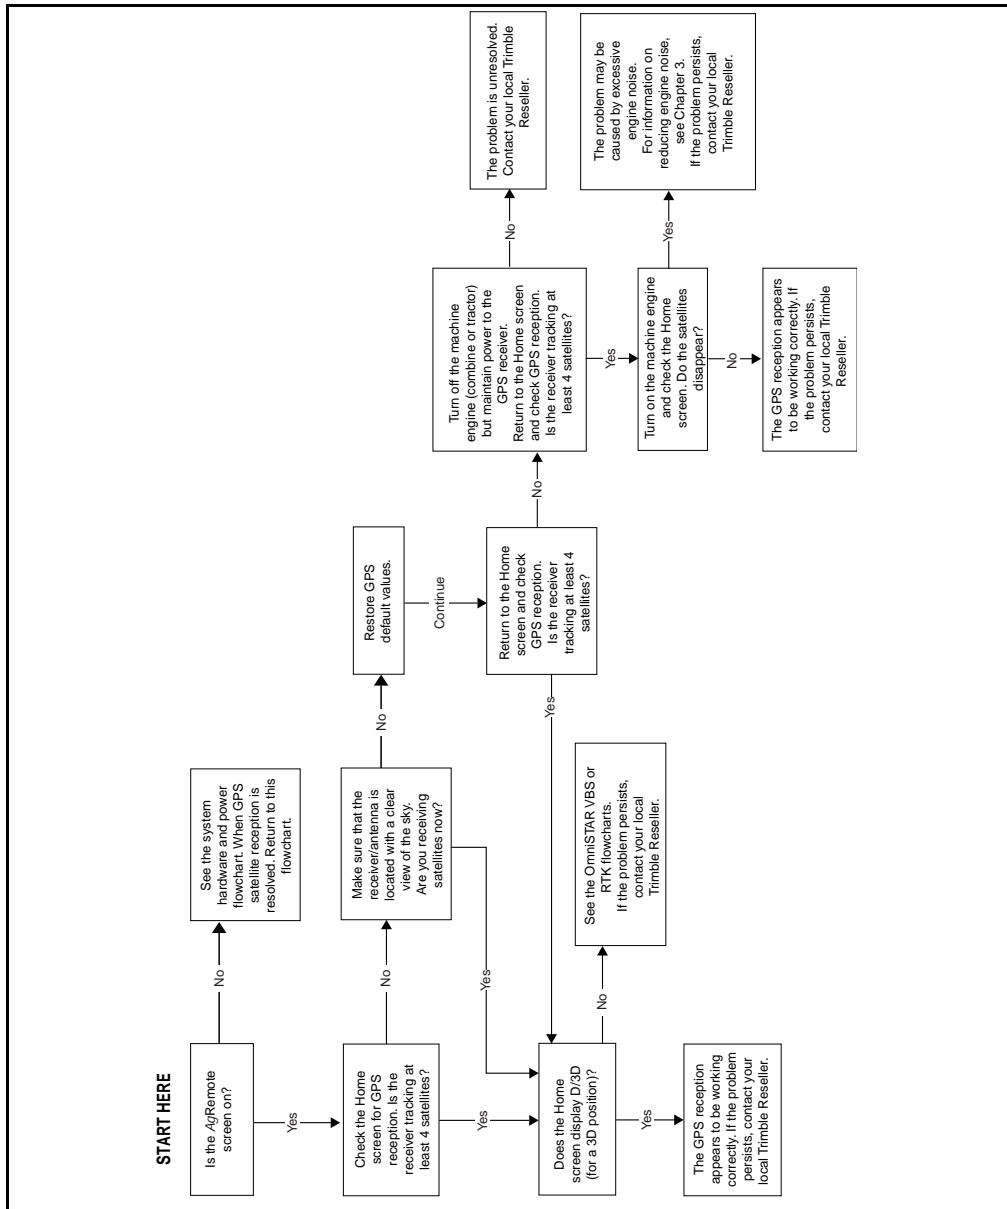 START HERE
Is the AgRemote
screen on?
No
See the system
hardware and power
flowchart. When GPS
satellite reception is
resolved. Return to this
flowchart.
Yes
Check the Home
screen for GPS
reception. Is the
receiver tracking at
least 4 satellites?
No
Make sure that the
receiver/antenna is
located with a clear
view of the sky.
Are you receiving
satellites now?
No
Restore GPS
default values.
Continue
Yes
Yes
Return to the Home
screen and check
GPS reception.
Is the receiver
tracking at least 4
satellites?
No
Turn off the machine
engine (combine or tractor)
but maintain power to the
GPS receiver.
Return to the Home screen
and check GPS reception.
Is the receiver tracking at
least 4 satellites?
No
The problem is unresolved.
Contact your local Trimble
Reseller.
Yes
Yes
Turn on the machine engine
and check the Home
screen. Do the satellites
disappear?
Yes
The problem may be
caused by excessive
engine noise.
For information on
reducing engine noise,
see Chapter 3.
If the problem persists,
contact your local
Trimble Reseller.
No
Does the Home
screen display D/3D
(for a 3D position)?
No
See the OmniSTAR VBS or
RTK flowcharts.
If the problem persists,
contact your local
Trimble Reseller.
Yes
The GPS reception
appears to be working
correctly. If the problem
persists, contact your
local Trimble Reseller.
The GPS reception appears
to be working correctly. If
the problem persists,
contact your local Trimble
Reseller.